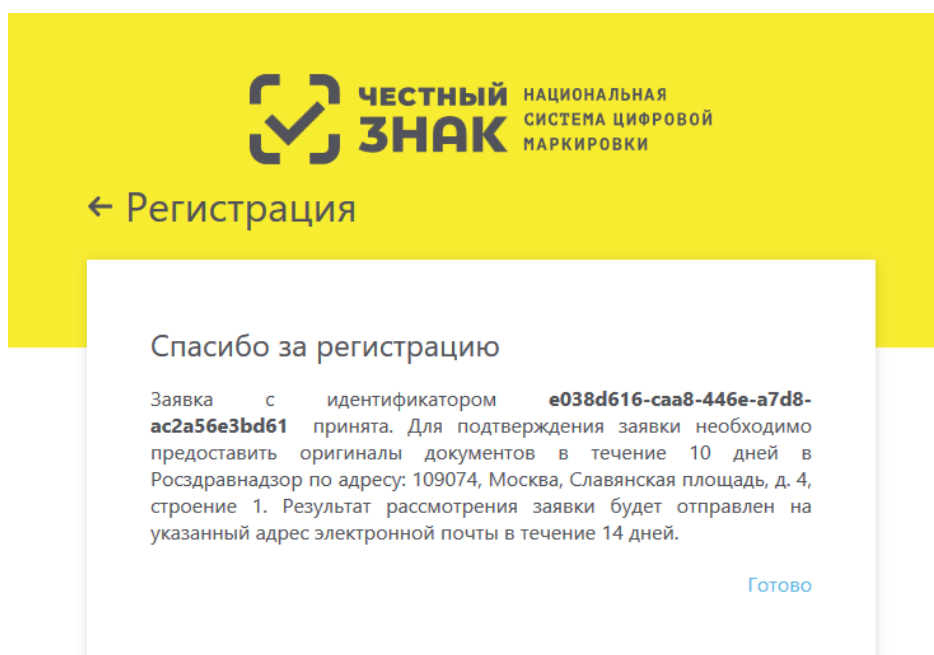 ЧЕСТНЫЙ ЗНАК
НАЦИОНАЛЬНАЯ СИСТЕМА ЦИФРОВОЙ МАРКИРОВКИ
← Регистрация
Спасибо за регистрацию
Заявка с идентификатором e038d616-caa8-446e-a7d8-
ac2a56e3bd61 принята. Для подтверждения заявки необходимо
предоставить оригиналы документов в течение 10 дней в
Росздравнадзор по адресу: 109074, Москва, Славянская площадь, д. 4,
строение 1. Результат рассмотрения заявки будет отправлен на
указанный адрес электронной почты в течение 14 дней.
Готово